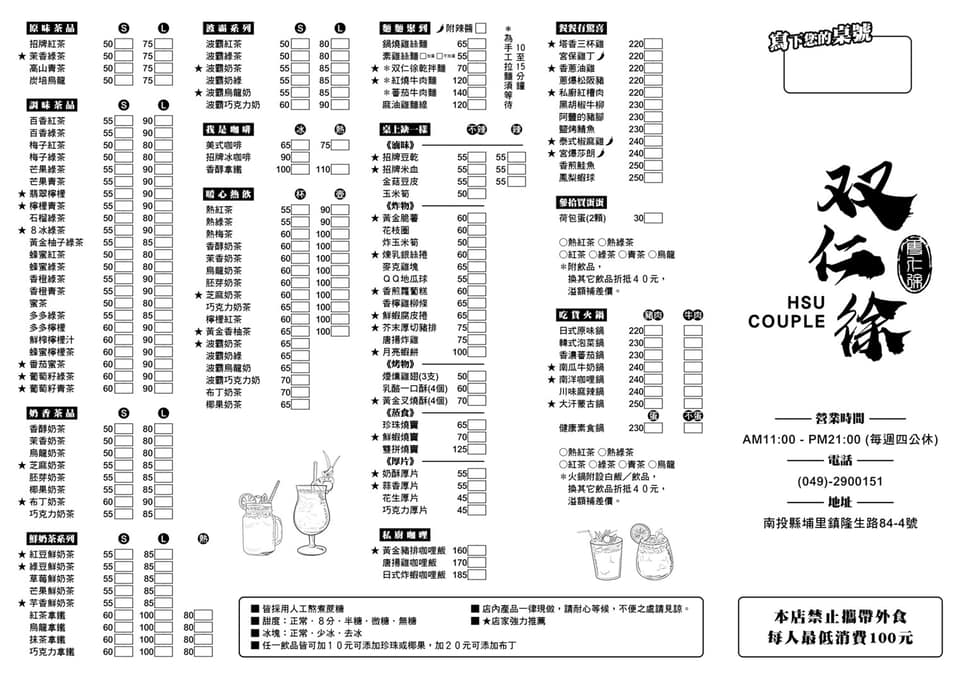 原味茶品 S L
招牌紅茶 50 75
★茉香綠茶 50 75
高山青茶 50 75
炭培烏龍 50 75
調味茶品 S L
百香紅茶 55 90
百香綠茶 55 90
梅子紅茶 50 80
梅子綠茶 50 80
芒果綠茶 55 90
芒果青茶 55 90
★翡翠檸檬 55 90
★檸檬青茶 55 90
石榴綠茶 50 80
★８冰綠茶 55 90
黃金柚子綠茶 55 85
蜂蜜紅茶 55 80
蜂蜜綠茶 55 80
香橙綠茶 55 90
香橙青茶 55 90
蜜茶 50 80
多多綠茶 55 85
多多檸檬 60 90
鮮榨檸檬汁 60 90
蜂蜜檸檬茶 60 90
★番茄蜜茶 60 90
★葡萄籽綠茶 60 90
★葡萄籽青茶 60 90
奶香茶品 S L
香醇奶茶 50 80
茉香奶茶 50 80
烏龍奶茶 50 80
★芝麻奶茶 55 85
胚芽奶茶 55 85
椰果奶茶 55 85
★布丁奶茶 60 90
巧克力奶茶 55 85
鮮奶茶系列 S L 熱
★紅豆鮮奶茶 55 85
★綠豆鮮奶茶 55 85
草莓鮮奶茶 55 85
芒果鮮奶茶 55 85
★芋香鮮奶茶 55 85
紅茶拿鐵 60 100 80
烏龍拿鐵 60 100 80
抹茶拿鐵 60 100 80
巧克力拿鐵 60 100 80
波霸系列 S L
波霸紅茶 50 80
波霸綠茶 50 80
★波霸奶茶 55 85
波霸奶綠 55 85
★波霸烏龍奶 55 85
波霸巧克力奶 60 90
我是咖啡 冰 熱
美式咖啡 65 75
招牌冰咖啡 90
香醇拿鐵 100 110
暖心熱飲 杯 壺
熱紅茶 55 90
熱綠茶 55 90
熱梅茶 60 100
香醇奶茶 60 100
茉香奶茶 60 100
烏龍奶茶 60 100
胚芽奶茶 60 100
★芝麻奶茶 60 100
巧克力奶茶 60 100
檸檬紅茶 60 100
★黃金香柚茶 60 100
★波霸奶茶 65
波霸奶綠 65
波霸烏龍奶 65
波霸巧克力奶 70
布丁奶茶 70
椰果奶茶 65
麵麵聚到 附辣醬
鍋燒雞絲麵 65
素雞絲麵 55
★＊双仁徐乾拌麵 70
★＊紅燒牛肉麵 120
＊番茄牛肉麵 140
麻油雞麵線 120
＊為手工拉麵須等待
10至15分鐘
桌上缺一樣 不辣 辣
《滷味》
★招牌豆乾 55 55
★招牌米血 55 55
金菇豆皮 55 55
玉米筍 50
《炸物》
★黃金脆薯 60
花枝圈 60
炸玉米筍 50
★煉乳銀絲捲 60
麥克雞塊 60
ＱＱ地瓜球 60
★香煎蘿蔔糕 60
香檸雞柳條 65
★鮮蝦腐皮捲 65
★芥末厚切豬排 75
唐揚炸雞 75
★月亮蝦餅 100
《烤物》
煙燻雞翅(3支) 50
乳酪一口酥(4個) 60
★黃金叉燒酥(4個) 70
《蒸食》
珍珠燒賣 65
★鮮蝦燒賣 70
雙拼燒賣 125
《厚片》
★奶酥厚片 55
★蒜香厚片 55
花生厚片 45
巧克力厚片 45
私廚咖哩
★黃金豬排咖哩飯 160
唐揚雞咖哩飯 170
日式炸蝦咖哩飯 185
餐餐有驚喜
★塔香三杯雞 220
宮保雞丁 220
★香蔥油雞 220
蔥爆松阪豬 220
★私廚紅糟肉 220
黑胡椒牛柳 230
阿豐的豬腳 230
鹽烤鯖魚 230
★泰式椒麻雞 240
★宮爆莎朗 240
香煎鮭魚 250
鳳梨蝦球 250
參拾買蛋蛋
荷包蛋(2顆) 30
○熱紅茶 ○熱綠茶
○紅茶 ○綠茶 ○青茶 ○烏龍
＊附飲品，
換其它飲品折抵４０元，
溢額補差價。
吃貨火鍋 豬肉 牛肉
日式原味鍋 220
韓式泡菜鍋 230
香濃番茄鍋 230
★南瓜牛奶鍋 240
★南洋咖哩鍋 240
川味麻辣鍋 240
★大汗蒙古鍋 250
蛋 不蛋
健康素食鍋 230
○熱紅茶 ○熱綠茶
○紅茶 ○綠茶 ○青茶 ○烏龍
＊火鍋附設白飯／飲品，
換其它飲品折抵４０元，
溢額補差價。
■皆採用人工熬煮蔗糖
■甜度：正常．８分．半糖．微糖．無糖
■冰塊：正常．少冰．去冰
■任一飲品皆可加１０元可添加珍珠或椰果，加２０元可添加布丁
■店內產品一律現做，請耐心等候，不便之處請見諒。
■★店家強力推薦
寫下您的桌號
双仁徐
双仁徐
HSU
COUPLE
營業時間
AM11:00 - PM21:00 (每週四公休)
電話
(049)-2900151
地址
南投縣埔里鎮隆生路84-4號
本店禁止攜帶外食
每人最低消費100元